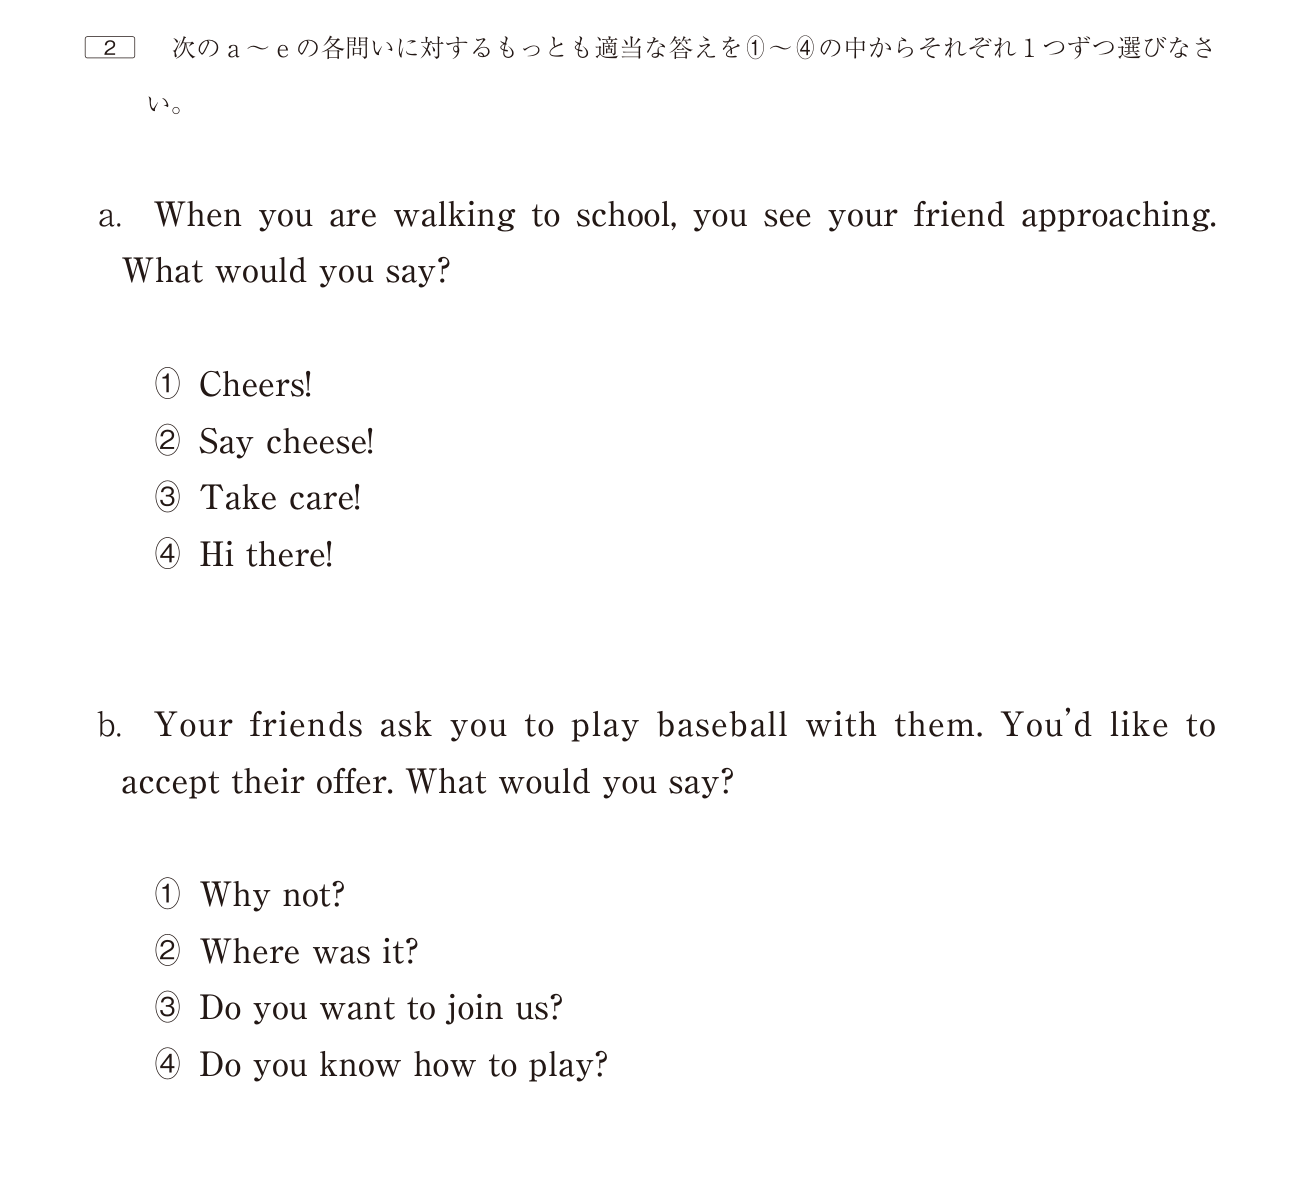 2 次のa～eの各問いに対するもっとも適当な答えを①～④の中からそれぞれ1つずつ選びなさ
い。
a. When you are walking to school, you see your friend approaching.
What would you say?
① Cheers!
② Say cheese!
③ Take care!
④ Hi there!
b. Your friends ask you to play baseball with them. You’d like to
accept their offer. What would you say?
① Why not?
② Where was it?
③ Do you want to join us?
④ Do you know how to play?